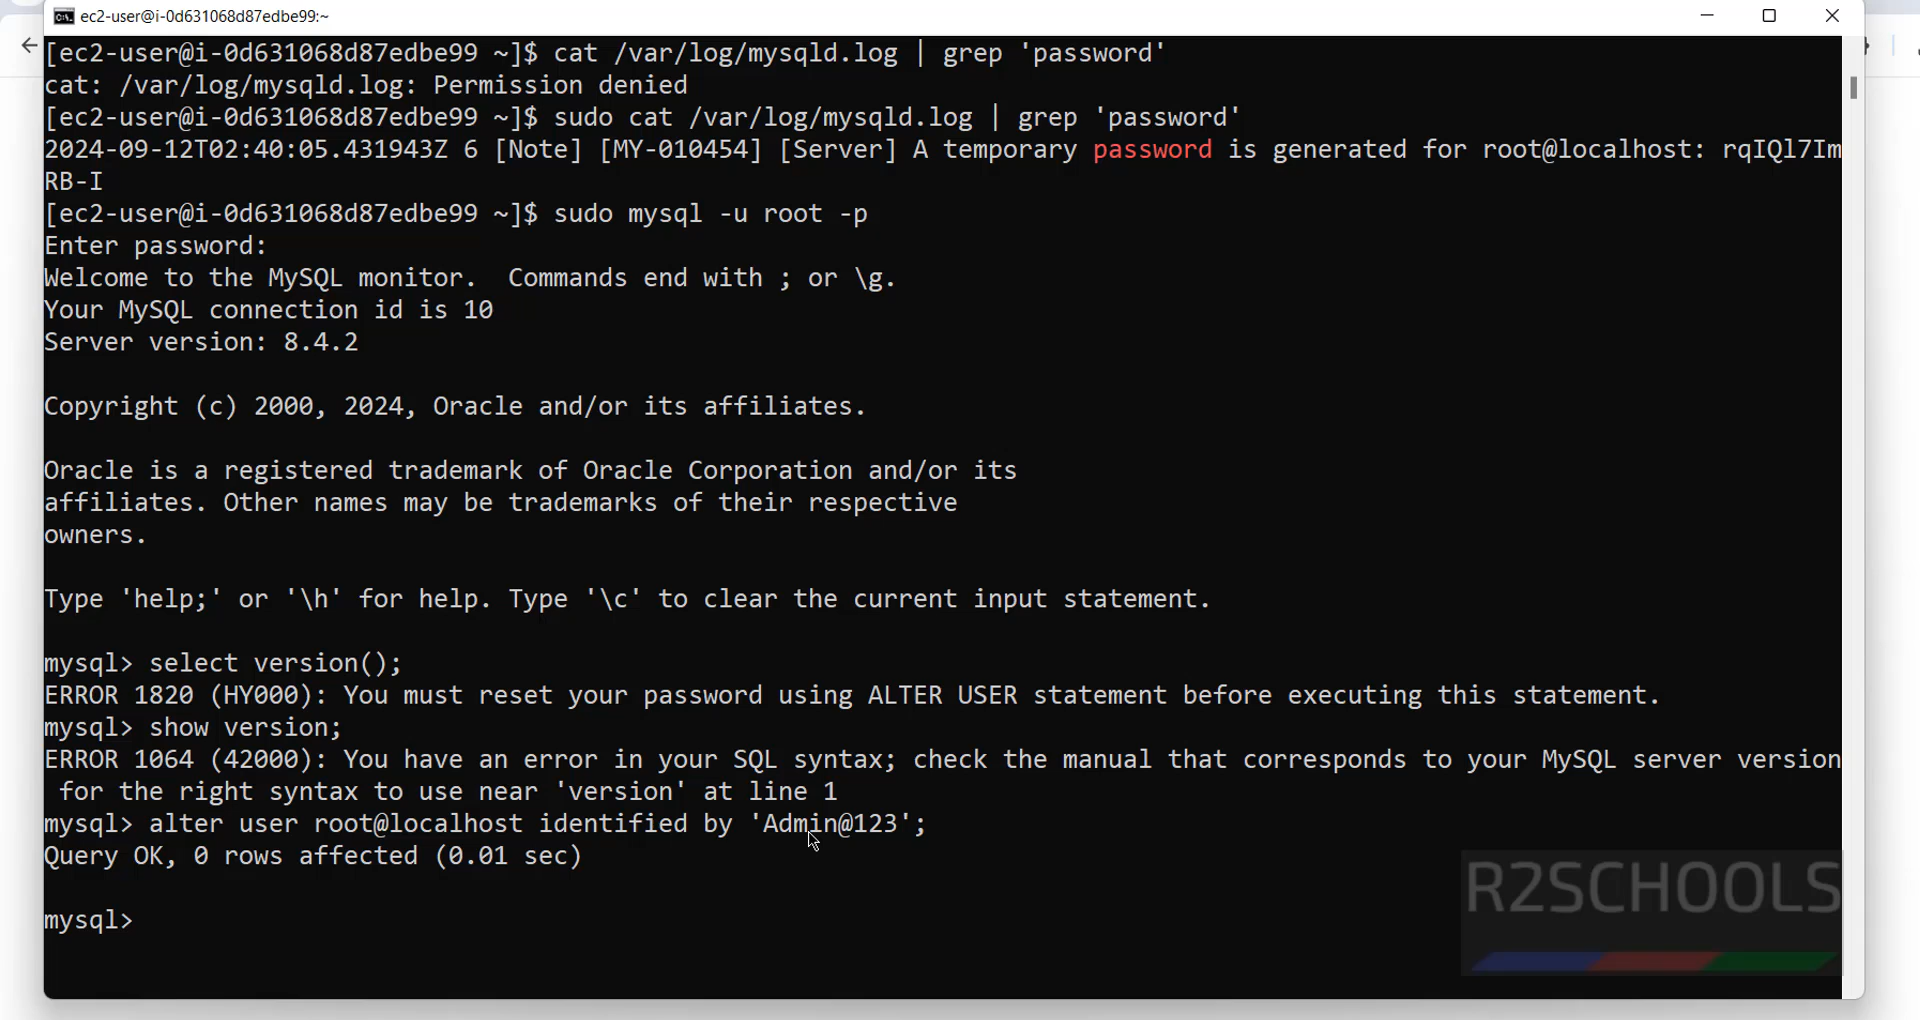 ec2-user@i-0d631068d87edbe99:~
[ec2-user@i-0d631068d87edbe99 ~]$ cat /var/log/mysqld.log | grep 'password'
cat: /var/log/mysqld.log: Permission denied
[ec2-user@i-0d631068d87edbe99 ~]$ sudo cat /var/log/mysqld.log | grep 'password'
2024-09-12T02:40:05.431943Z 6 [Note] [MY-010454] [Server] A temporary password is generated for root@localhost: rqIQl7Im
RB-I
[ec2-user@i-0d631068d87edbe99 ~]$ sudo mysql -u root -p
Enter password:
Welcome to the MySQL monitor.  Commands end with ; or \g.
Your MySQL connection id is 10
Server version: 8.4.2
Copyright (c) 2000, 2024, Oracle and/or its affiliates.
Oracle is a registered trademark of Oracle Corporation and/or its
affiliates. Other names may be trademarks of their respective
owners.
Type 'help;' or '\h' for help. Type '\c' to clear the current input statement.
mysql> select version();
ERROR 1820 (HY000): You must reset your password using ALTER USER statement before executing this statement.
mysql> show version;
ERROR 1064 (42000): You have an error in your SQL syntax; check the manual that corresponds to your MySQL server version
 for the right syntax to use near 'version' at line 1
mysql> alter user root@localhost identified by 'Admin@123';
Query OK, 0 rows affected (0.01 sec)
mysql>
R2SCHOOLS